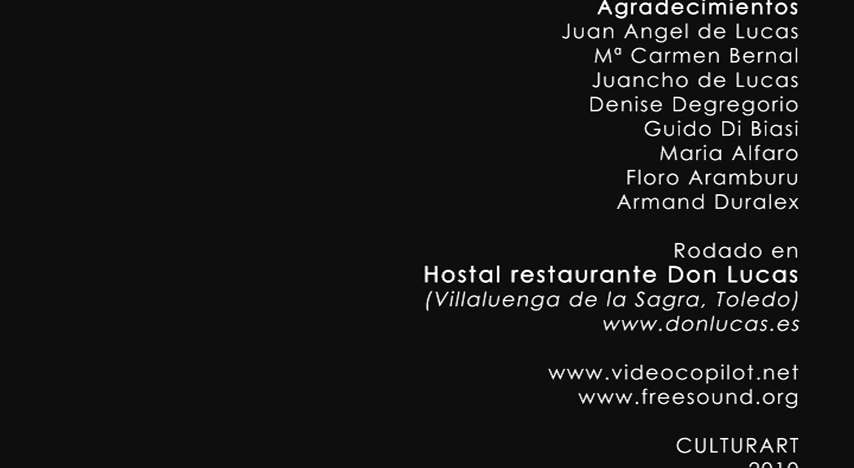 Agradecimientos
Juan Angel de Lucas
Mª Carmen Bernal
Juancho de Lucas
Denise Degregorio
Guido Di Biasi
Maria Alfaro
Floro Aramburu
Armand Duralex
Rodado en
Hostal restaurante Don Lucas
(Villaluenga de la Sagra, Toledo)
www.donlucas.es
www.videocopilot.net
www.freesound.org
CULTURART
2010